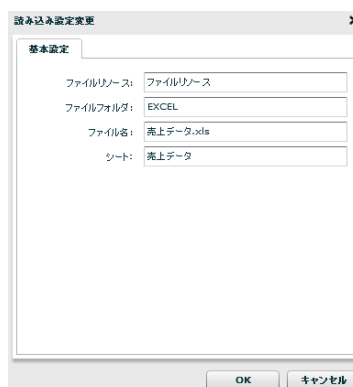 読み込み設定変更
基本設定
ファイルリソース: ファイルリソース
ファイルフォルダ: EXCEL
ファイル名: 売上データ.xls
シート: 売上データ
OK キャンセル